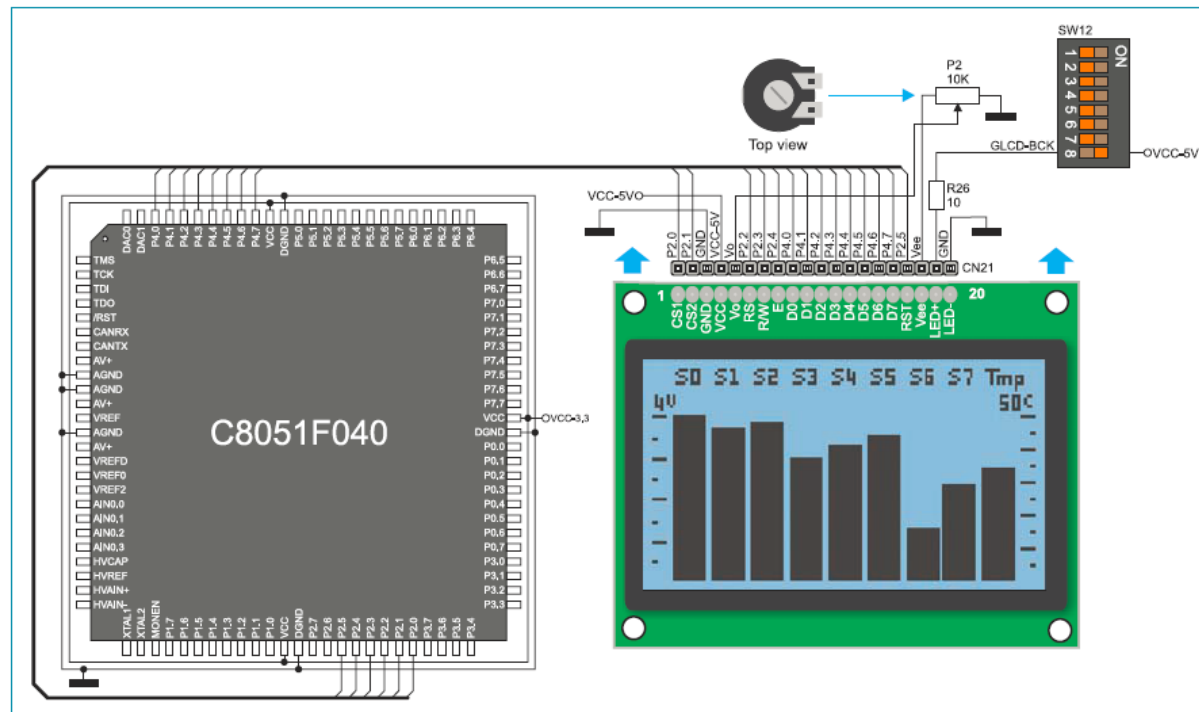 SW12
ON
1
2
3
4
5
6
7
8
P2
10K
Top view
GLCD-BCK
VCC-5V
R26
10
VCC-5V
P2.0
P2.1
GND
VCC-5V
Vo
P2.2
P2.3
P2.4
P4.0
P4.1
P4.2
P4.3
P4.4
P4.5
P4.6
P4.7
P2.5
Vee
GND
CN21
1
20
CS1
CS2
GND
VCC
Vo
RS
R/W
E
D0
D1
D2
D3
D4
D5
D6
D7
RST
Vee
LED+
LED-
S0 S1 S2 S3 S4 S5 S6 S7 Tmp
4V
50C
DAC0
DAC1
P4.0
P4.1
P4.2
P4.3
P4.4
P4.5
P4.6
P4.7
VCC
DGND
P5.0
P5.1
P5.2
P5.3
P5.4
P5.5
P5.6
P5.7
P6.0
P6.1
P6.2
P6.3
P6.4
TMS
TCK
TDI
TDO
/RST
CANRX
CANTX
AV+
AGND
AGND
AV+
VREF
AGND
AV+
VREFD
VREF0
VREF2
AIN0.0
AIN0.1
AIN0.2
AIN0.3
HVCAP
HVREF
HVAIN+
HVAIN-
C8051F040
P6.5
P6.6
P6.7
P7.0
P7.1
P7.2
P7.3
P7.4
P7.5
P7.6
P7.7
VCC
DGND
P0.0
P0.1
P0.2
P0.3
P0.4
P0.5
P0.6
P0.7
P3.0
P3.1
P3.2
P3.3
VCC-3,3
XTAL1
XTAL2
MONEN
P1.7
P1.6
P1.5
P1.4
P1.3
P1.2
P1.1
P1.0
VCC
DGND
P2.7
P2.6
P2.5
P2.4
P2.3
P2.2
P2.1
P2.0
P3.7
P3.6
P3.5
P3.4